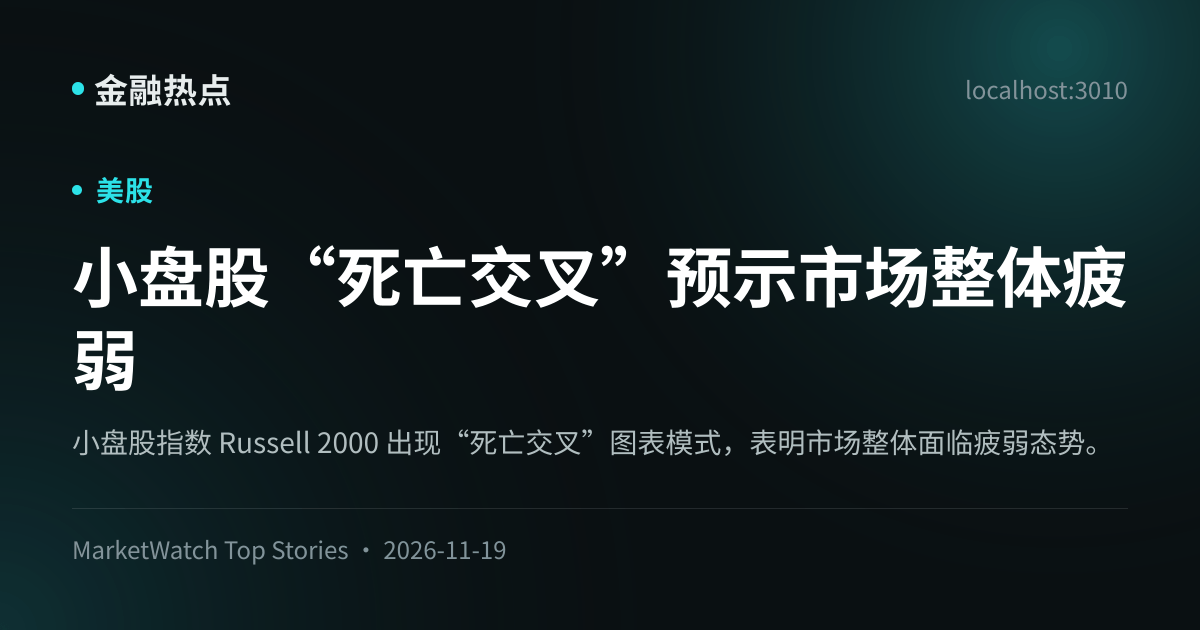 金融热点
localhost:3010
美股
小盘股“死亡交叉”预示市场整体疲
弱
小盘股指数 Russell 2000 出现“死亡交叉”图表模式，表明市场整体面临疲弱态势。
MarketWatch Top Stories • 2026-11-19